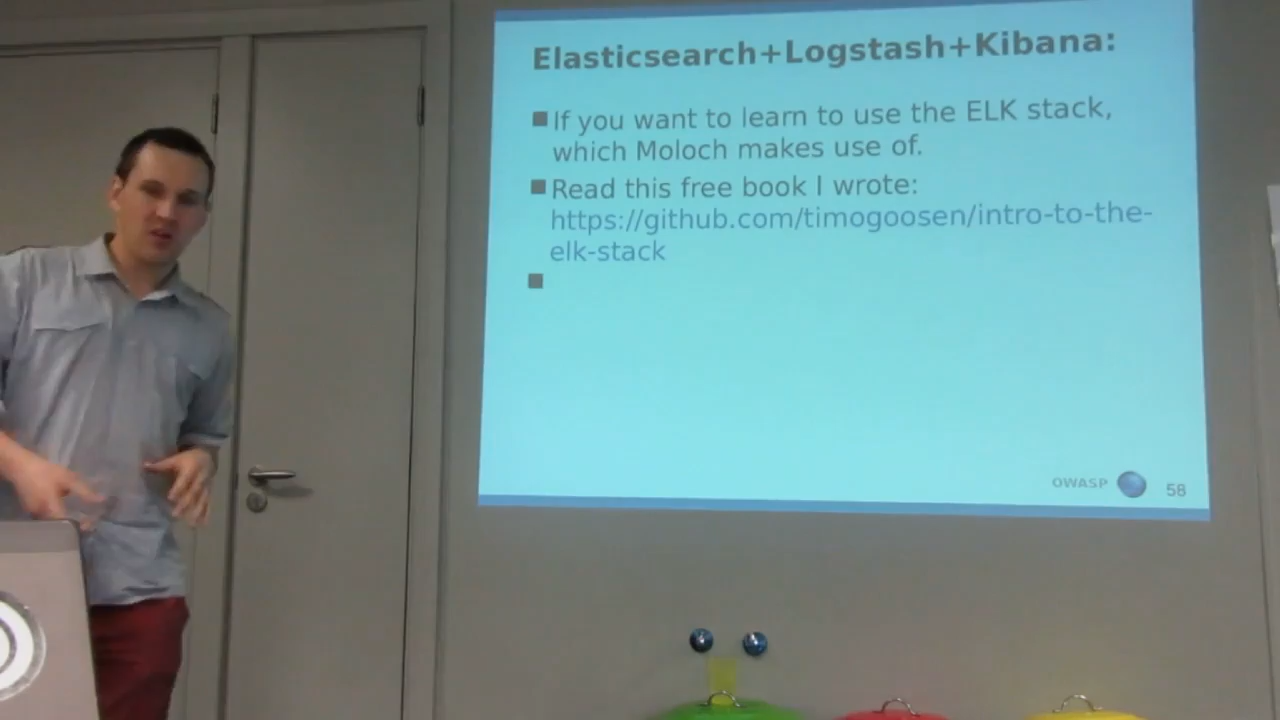 Elasticsearch+Logstash+Kibana:
If you want to learn to use the ELK stack,
which Moloch makes use of.
Read this free book I wrote:
https://github.com/timogoosen/intro-to-the-
elk-stack
OWASP
58